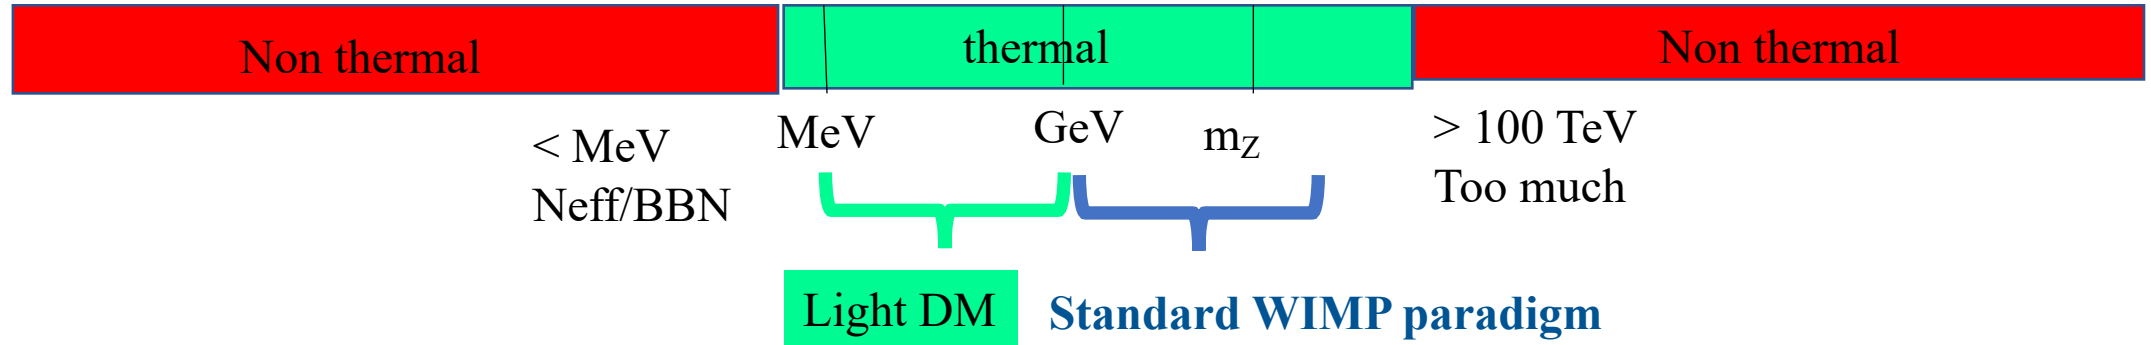 Non thermal
thermal
Non thermal
< MeV
Neff/BBN
MeV
GeV
mZ
> 100 TeV
Too much
Light DM
Standard WIMP paradigm